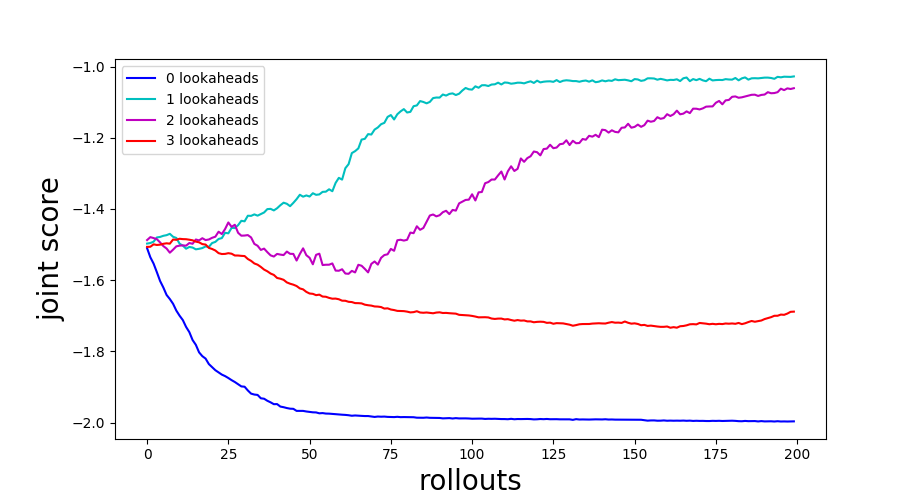 0 lookaheads
1 lookaheads
2 lookaheads
3 lookaheads
joint score
−1.0
−1.2
−1.4
−1.6
−1.8
−2.0
0 25 50 75 100 125 150 175 200
rollouts